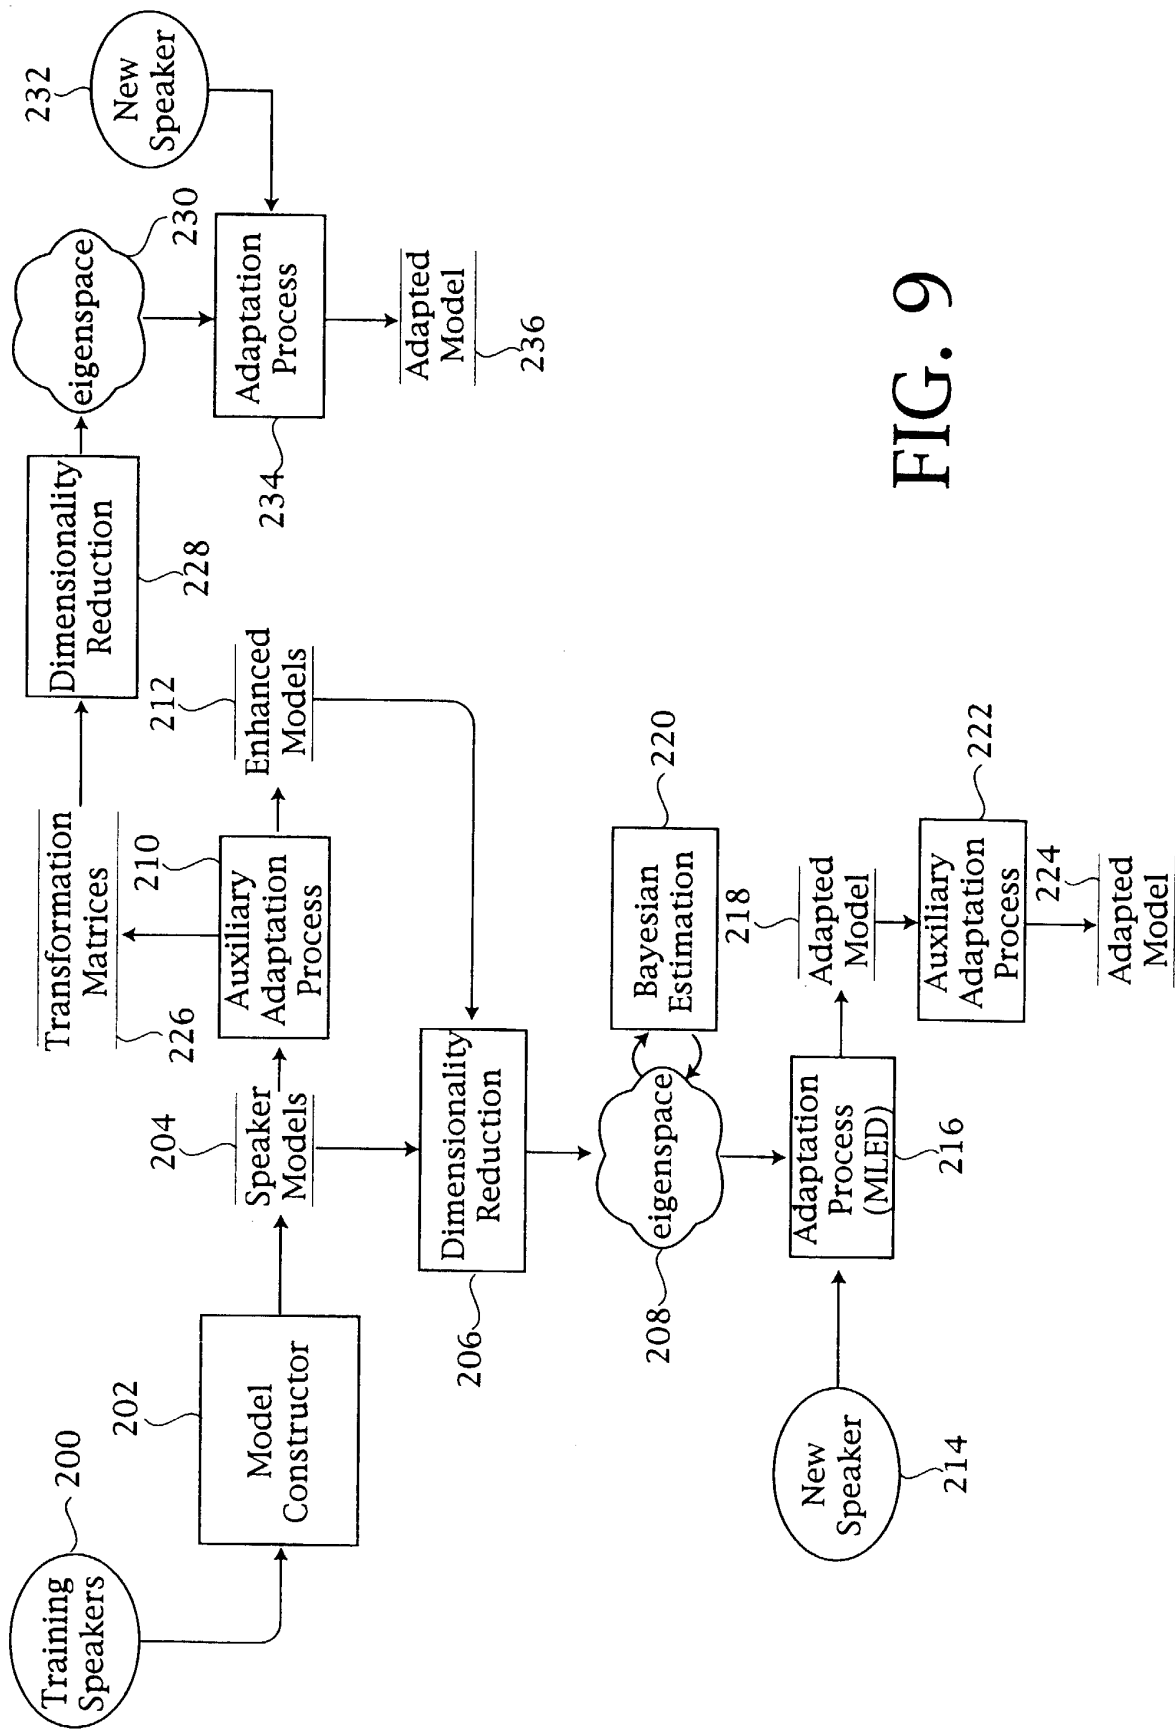 Training
Speakers
200
Model
Constructor
202
Speaker
Models
204
Auxiliary
Adaptation
Process
210
Transformation
Matrices
226
Enhanced
Models
212
Dimensionality
Reduction
228
eigenspace
230
New
Speaker
232
Adaptation
Process
234
Adapted
Model
236
Dimensionality
Reduction
206
eigenspace
208
Bayesian
Estimation
220
New
Speaker
214
Adaptation
Process
(MLED)
216
Adapted
Model
218
Auxiliary
Adaptation
Process
222
Adapted
Model
224
FIG. 9